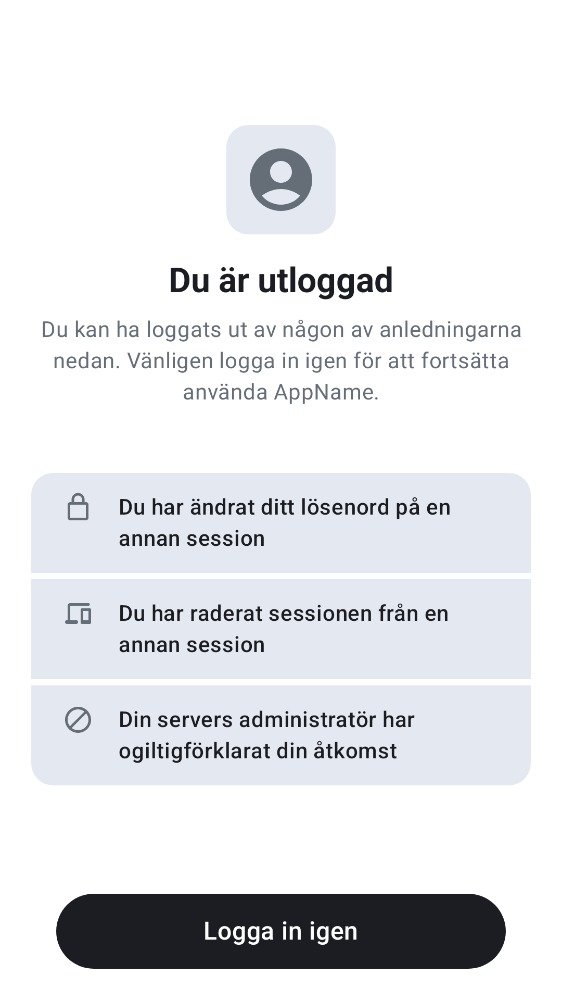 Du är utloggad
Du kan ha loggats ut av någon av anledningarna
nedan. Vänligen logga in igen för att fortsätta
använda AppName.
Du har ändrat ditt lösenord på en
annan session
Du har raderat sessionen från en
annan session
Din servers administratör har
ogiltigförklarat din åtkomst
Logga in igen